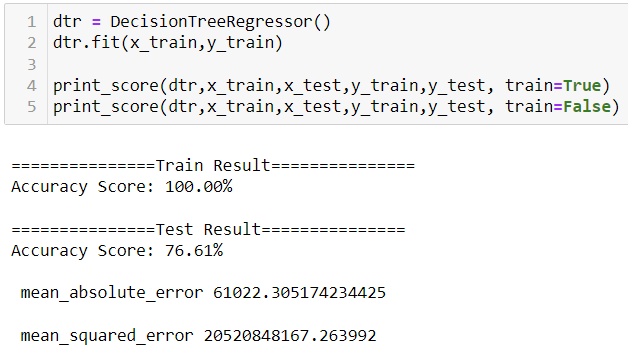 1 dtr = DecisionTreeRegressor()
2 dtr.fit(x_train,y_train)
3
4 print_score(dtr,x_train,x_test,y_train,y_test, train=True)
5 print_score(dtr,x_train,x_test,y_train,y_test, train=False)
===============Train Result===============
Accuracy Score: 100.00%
===============Test Result===============
Accuracy Score: 76.61%
mean_absolute_error 61022.305174234425
mean_squared_error 20520848167.263992